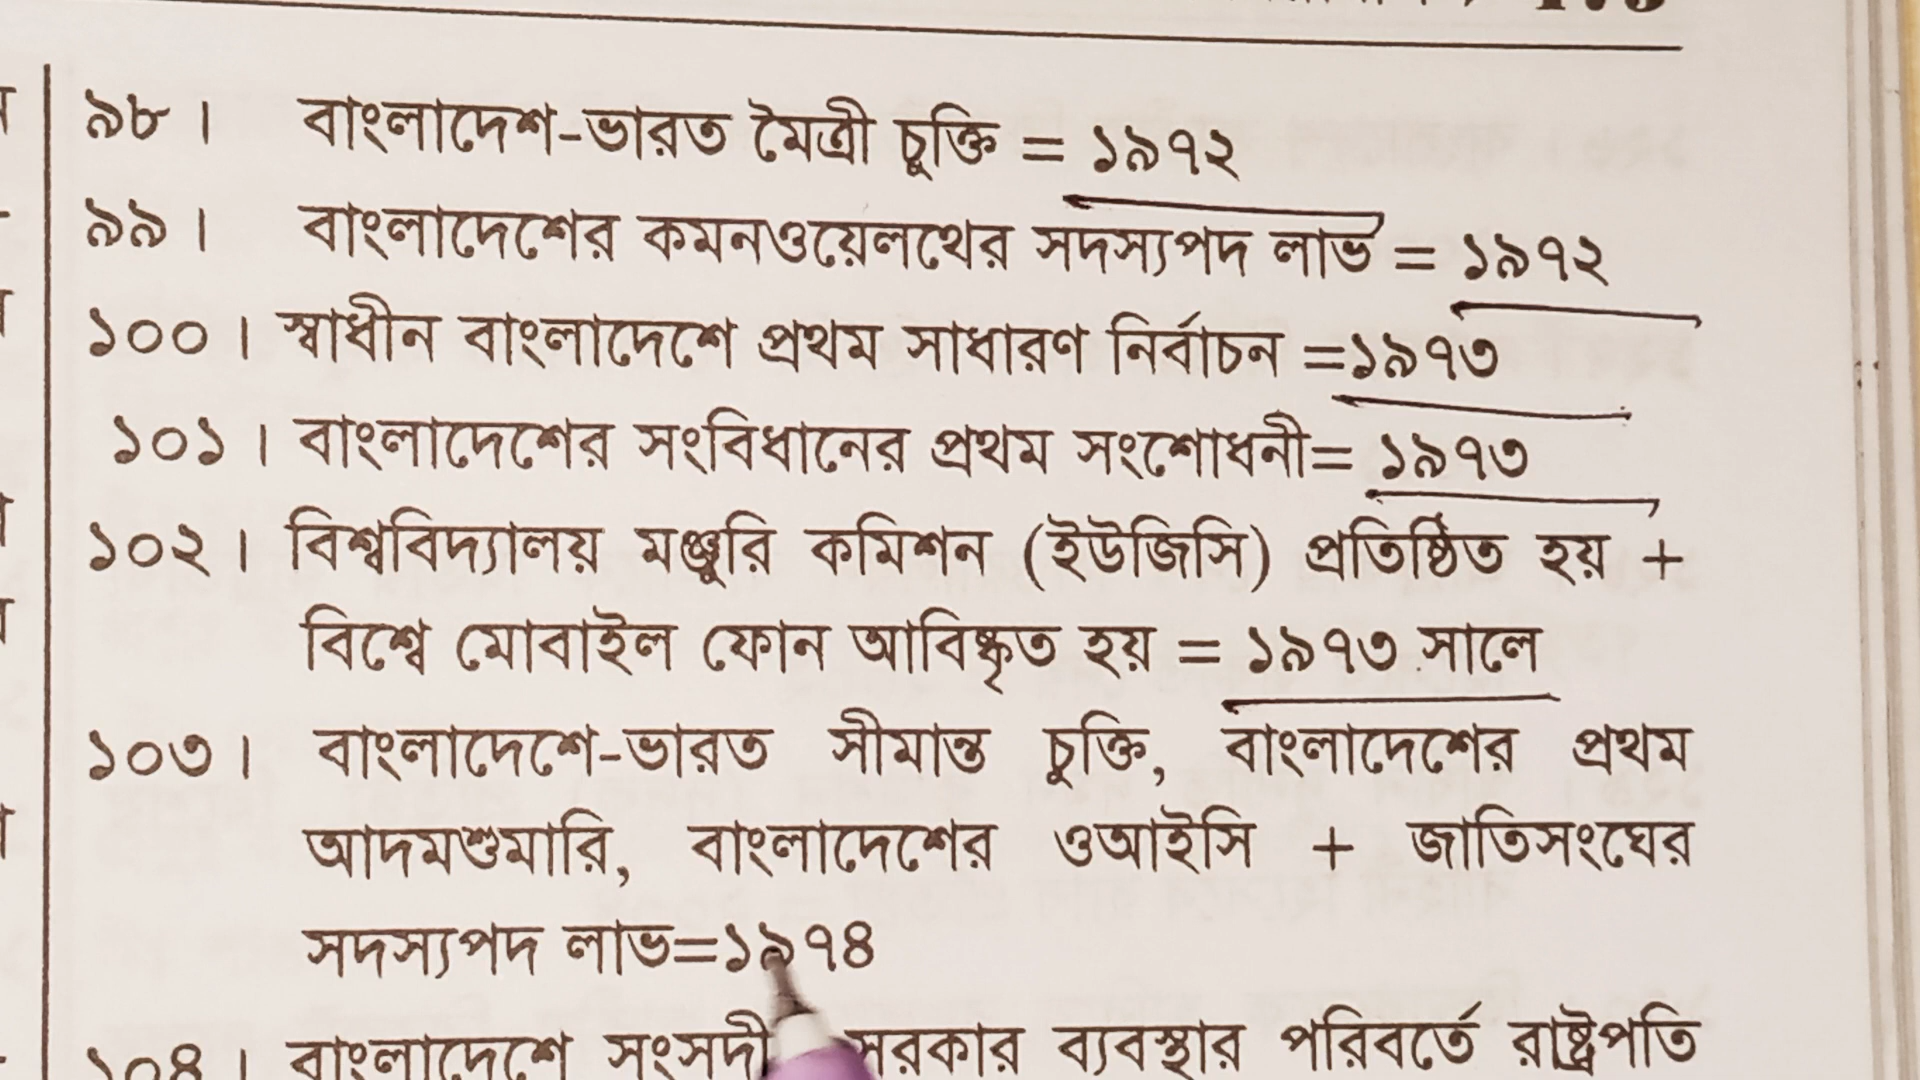 ৯৮। বাংলাদেশ-ভারত মৈত্রী চুক্তি = ১৯৭২
৯৯। বাংলাদেশের কমনওয়েলথের সদস্যপদ লাভ = ১৯৭২
১০০। স্বাধীন বাংলাদেশে প্রথম সাধারণ নির্বাচন =১৯৭৩
১০১। বাংলাদেশের সংবিধানের প্রথম সংশোধনী= ১৯৭৩
১০২। বিশ্ববিদ্যালয় মঞ্জুরি কমিশন (ইউজিসি) প্রতিষ্ঠিত হয় +
বিশ্বে মোবাইল ফোন আবিষ্কৃত হয় = ১৯৭৩ সালে
১০৩। বাংলাদেশে-ভারত সীমান্ত চুক্তি, বাংলাদেশের প্রথম
আদমশুমারি, বাংলাদেশের ওআইসি + জাতিসংঘের
সদস্যপদ লাভ=১৯৭৪
১০৪। বাংলাদেশে সরকার ব্যবস্থার পরিবর্তে রাষ্ট্রপতি